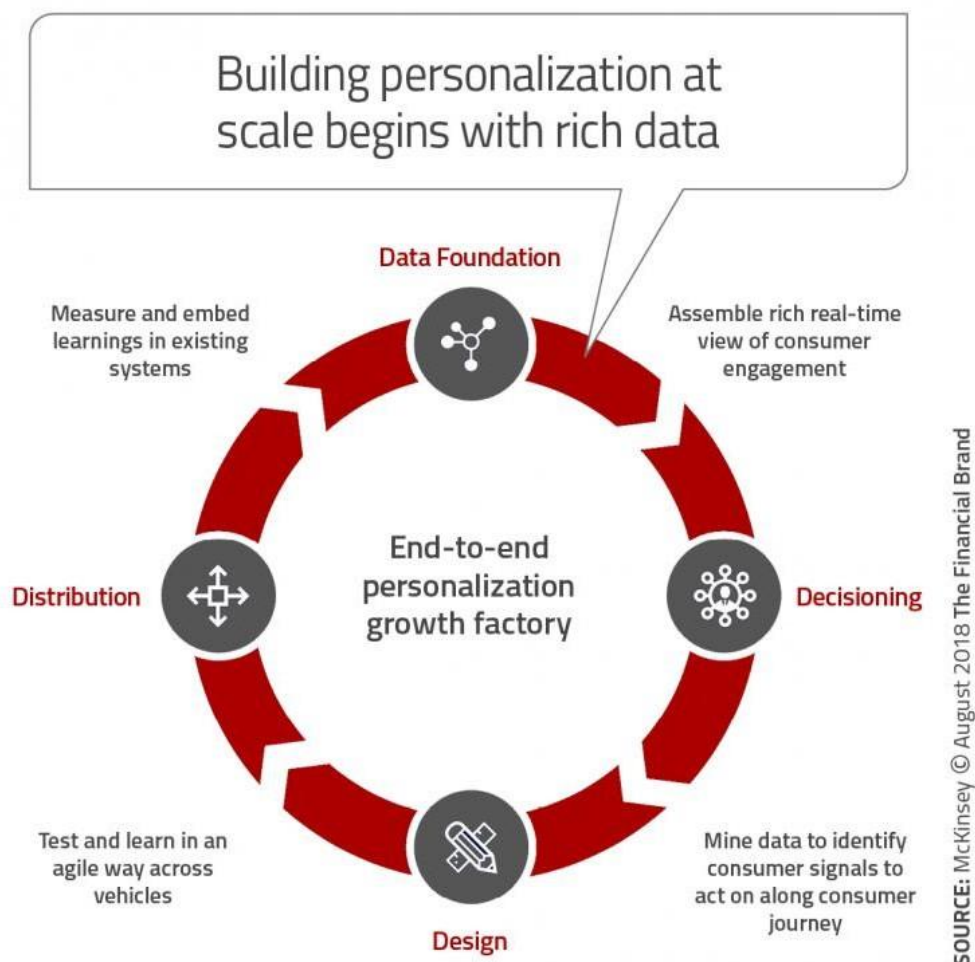 Building personalization at
scale begins with rich data
Data Foundation
Measure and embed
learnings in existing
systems
Assemble rich real-time
view of consumer
engagement
End-to-end
personalization
growth factory
Distribution
Decisioning
Test and learn in an
agile way across
vehicles
Mine data to identify
consumer signals to
act on along consumer
journey
Design
SOURCE: McKinsey © August 2018 The Financial Brand